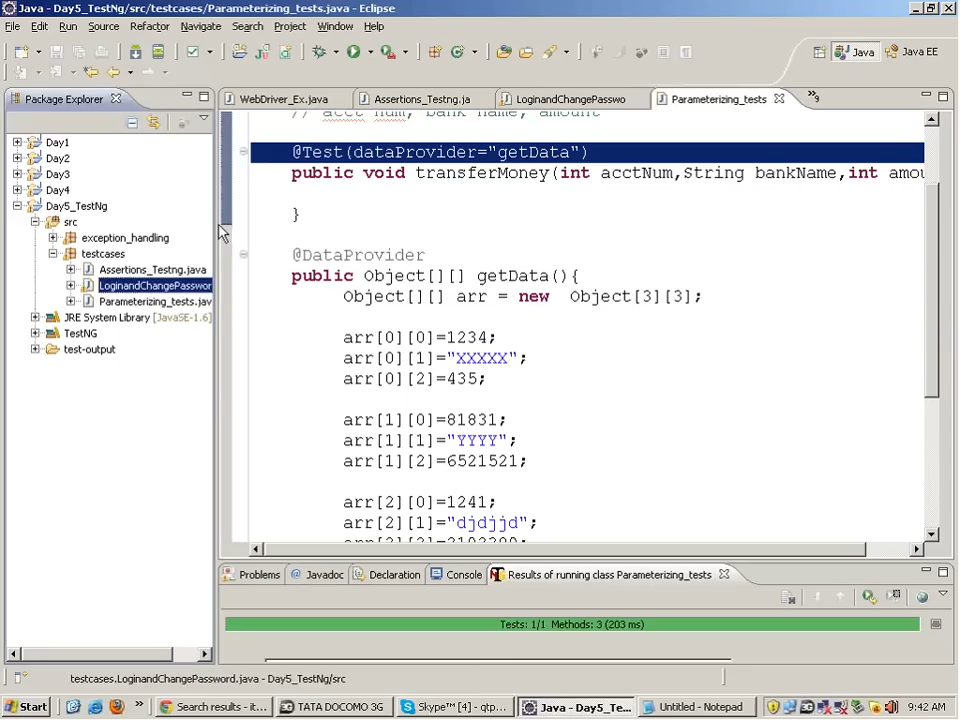 Java - Day5_TestNg/src/testcases/Parameterizing_tests.java - Eclipse
File Edit Run Source Refactor Navigate Search Project Window Help
Java Java EE
Package Explorer
WebDriver_Ex.java Assertions_Testng.ja LoginandChangePasswo Parameterizing_tests »9
Day1
Day2
Day3
Day4
Day5_TestNg
src
exception_handling
testcases
Assertions_Testng.java
LoginandChangePasswor
Parameterizing_tests.jav
JRE System Library [JavaSE-1.6]
TestNG
test-output
// acct num, bank name, amount
@Test(dataProvider="getData")
public void transferMoney(int acctNum,String bankName,int amou
}
@DataProvider
public Object[][] getData(){
Object[][] arr = new Object[3][3];
arr[0][0]=1234;
arr[0][1]="XXXXX";
arr[0][2]=435;
arr[1][0]=81831;
arr[1][1]="YYYY";
arr[1][2]=6521521;
arr[2][0]=1241;
arr[2][1]="djdjjd";
Problems Javadoc Declaration Console Results of running class Parameterizing_tests
Tests: 1/1 Methods: 3 (203 ms)
testcases.LoginandChangePassword.java - Day5_TestNg/src
Start » Search results - it... TATA DOCOMO 3G Skype™ [4] - qtp... Java - Day5_Te... Untitled - Notepad 9:42 AM